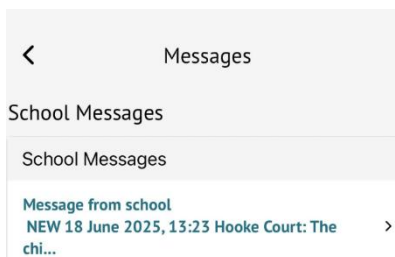 Messages
School Messages
School Messages
Message from school
NEW 18 June 2025, 13:23 Hooke Court: The
chi...